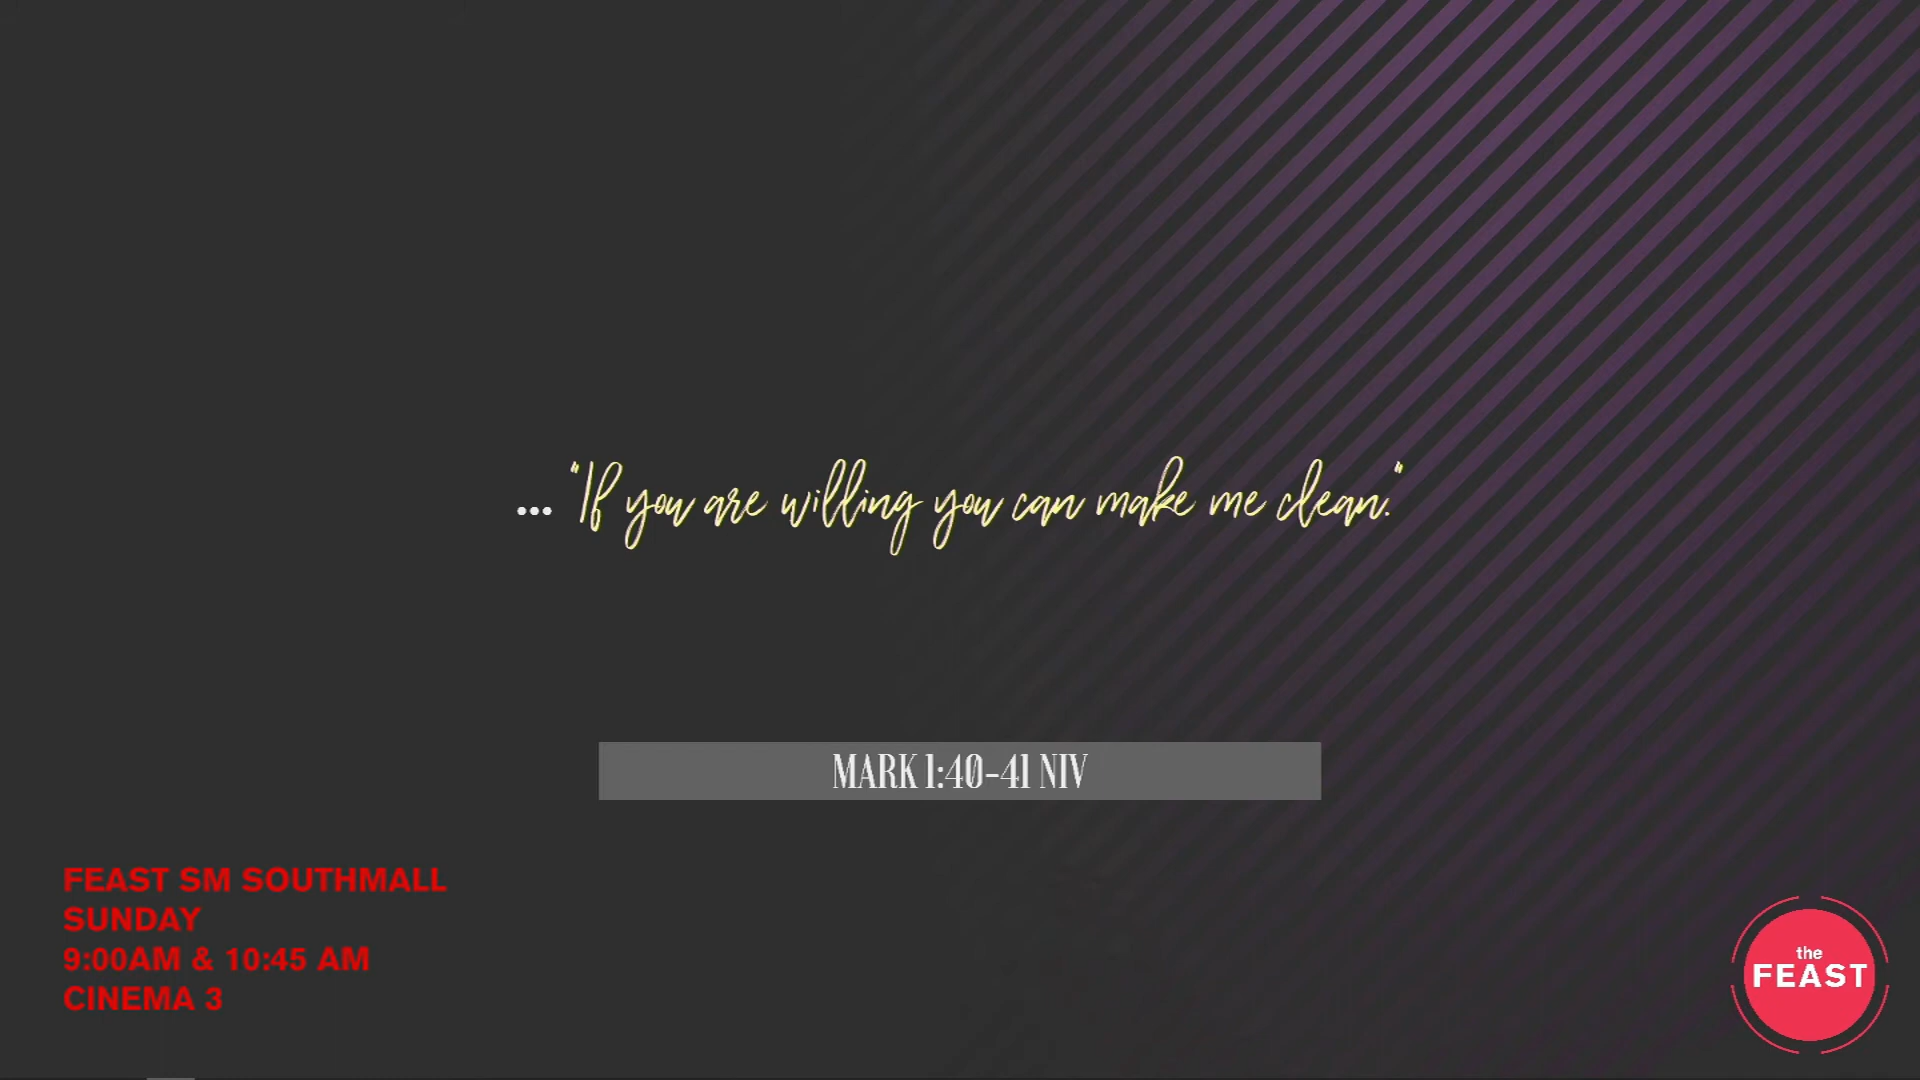 ... "If you are willing you can make me clean."
MARK 1:40-41 NIV
FEAST SM SOUTHMALL
SUNDAY
9:00AM & 10:45 AM
CINEMA 3
the
FEAST